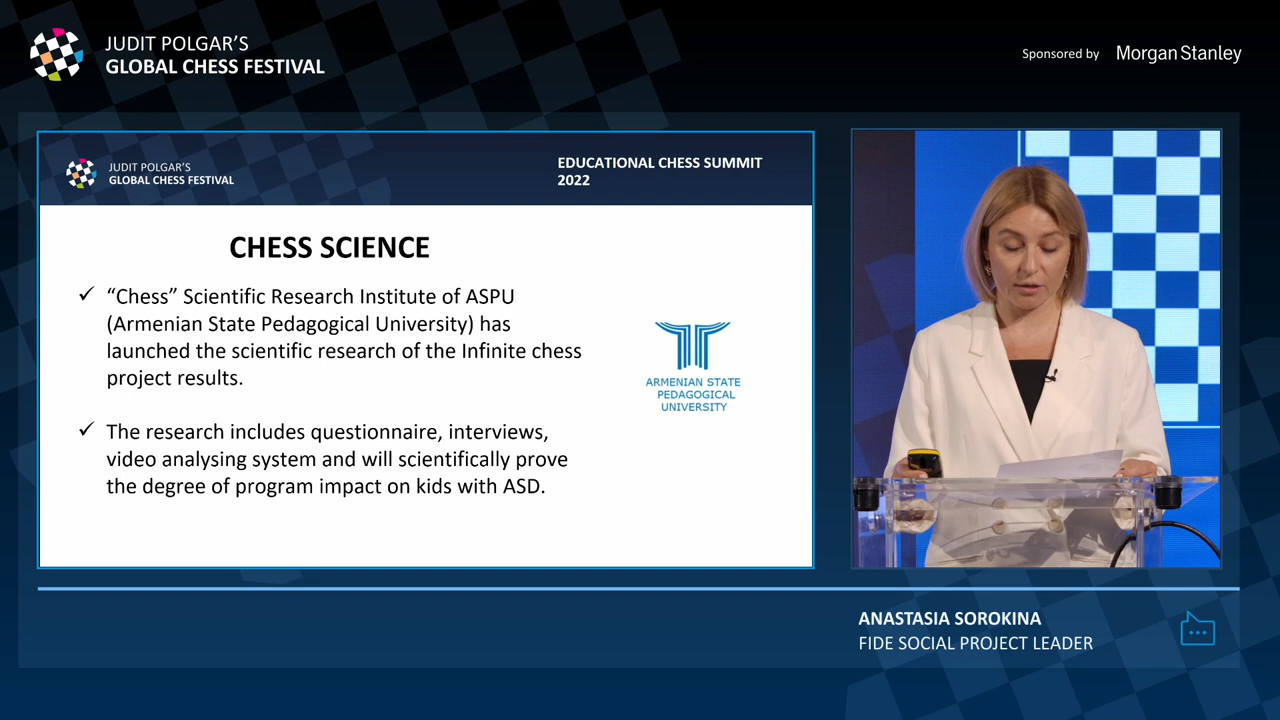 JUDIT POLGAR'S
GLOBAL CHESS FESTIVAL
Sponsored by Morgan Stanley
JUDIT POLGAR'S
GLOBAL CHESS FESTIVAL
EDUCATIONAL CHESS SUMMIT
2022
CHESS SCIENCE
✓ “Chess” Scientific Research Institute of ASPU
(Armenian State Pedagogical University) has
launched the scientific research of the Infinite chess
project results.
✓ The research includes questionnaire, interviews,
video analysing system and will scientifically prove
the degree of program impact on kids with ASD.
ARMENIAN STATE
PEDAGOGICAL
UNIVERSITY
ANASTASIA SOROKINA
FIDE SOCIAL PROJECT LEADER